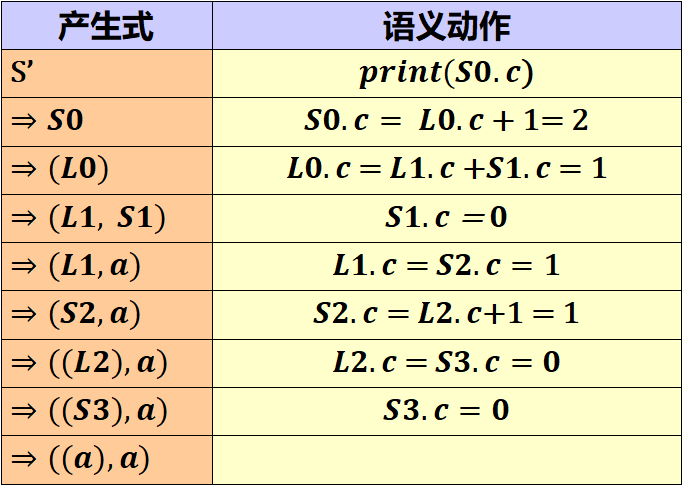 产生式 语义动作
S’ print(S0.c)
⇒ S0 S0.c = L0.c + 1= 2
⇒ (L0) L0.c = L1.c +S1.c = 1
⇒ (L1, S1) S1.c =0
⇒ (L1,a) L1.c = S2.c = 1
⇒ (S2,a) S2.c = L2.c+1 = 1
⇒ ((L2),a) L2.c = S3.c = 0
⇒ ((S3),a) S3.c = 0
⇒ ((a),a)